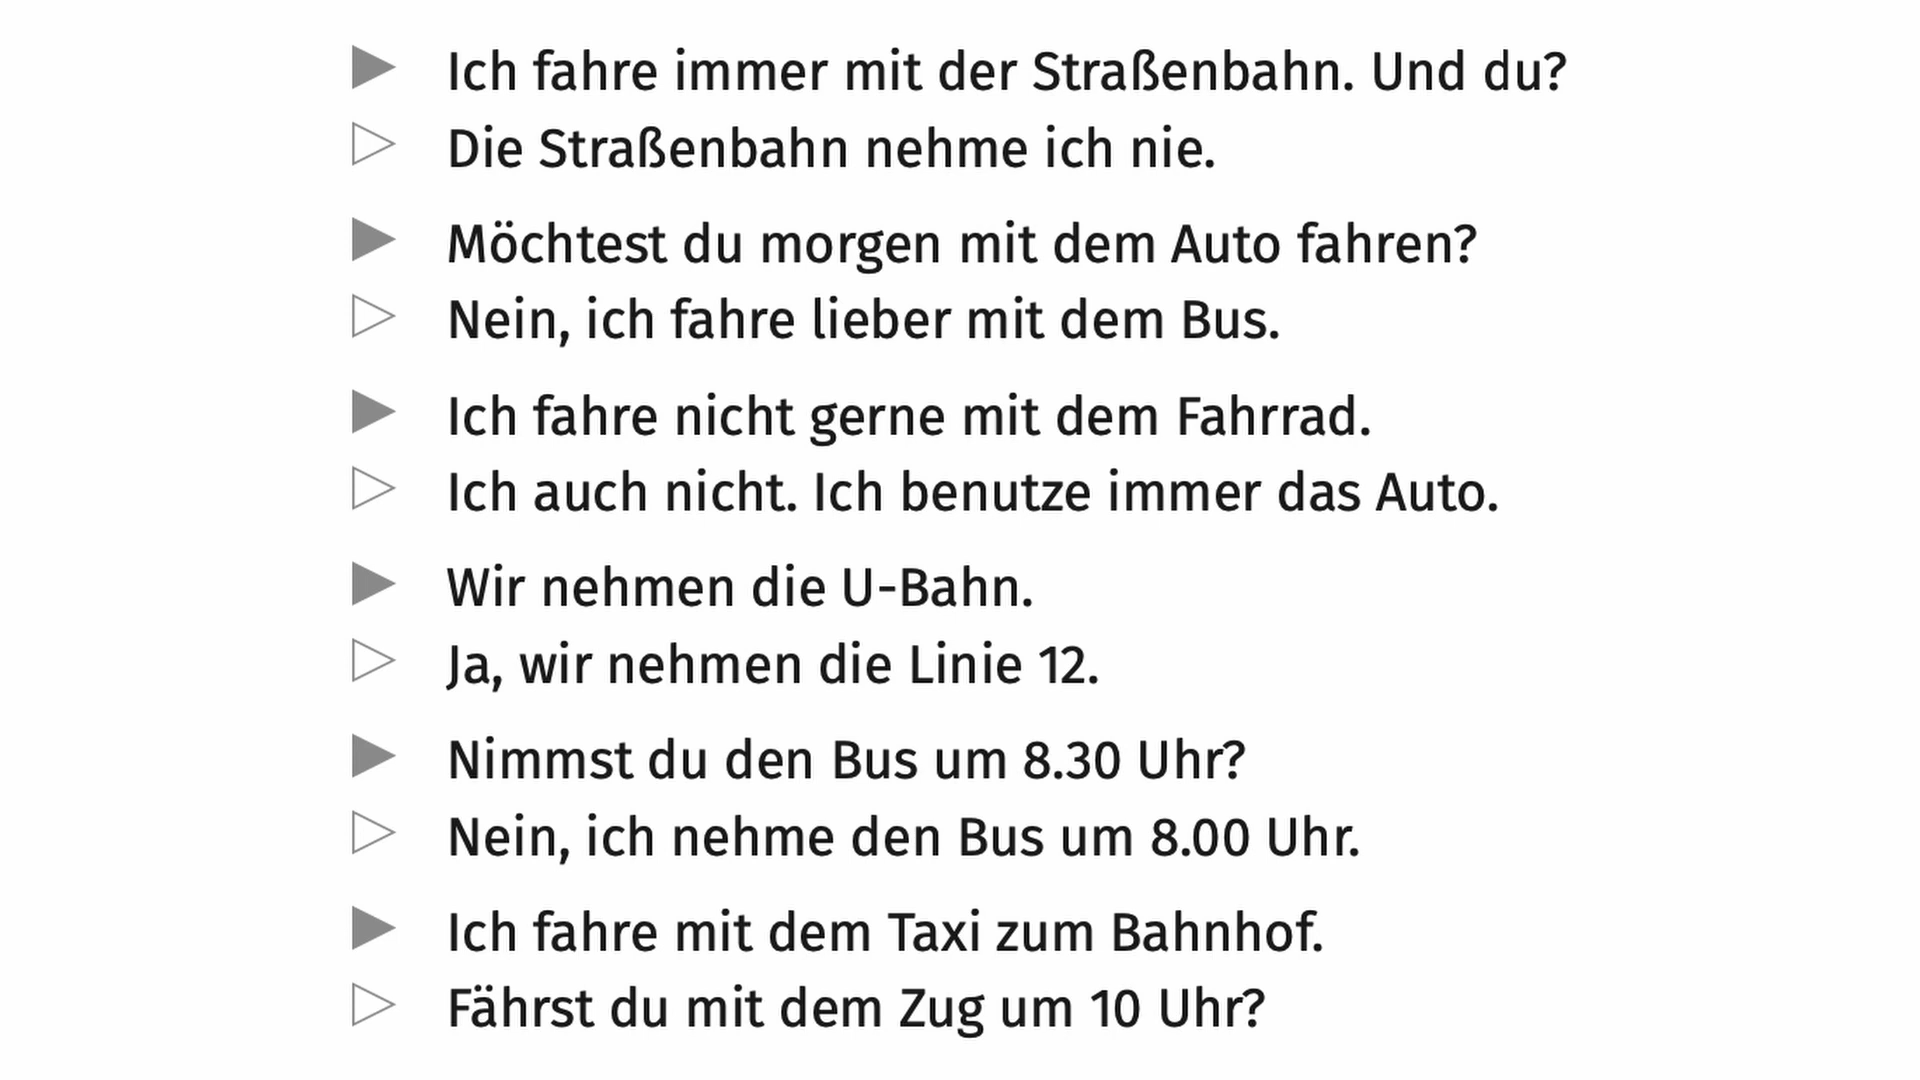 Ich fahre immer mit der Straßenbahn. Und du?
Die Straßenbahn nehme ich nie.
Möchtest du morgen mit dem Auto fahren?
Nein, ich fahre lieber mit dem Bus.
Ich fahre nicht gerne mit dem Fahrrad.
Ich auch nicht. Ich benutze immer das Auto.
Wir nehmen die U-Bahn.
Ja, wir nehmen die Linie 12.
Nimmst du den Bus um 8.30 Uhr?
Nein, ich nehme den Bus um 8.00 Uhr.
Ich fahre mit dem Taxi zum Bahnhof.
Fährst du mit dem Zug um 10 Uhr?